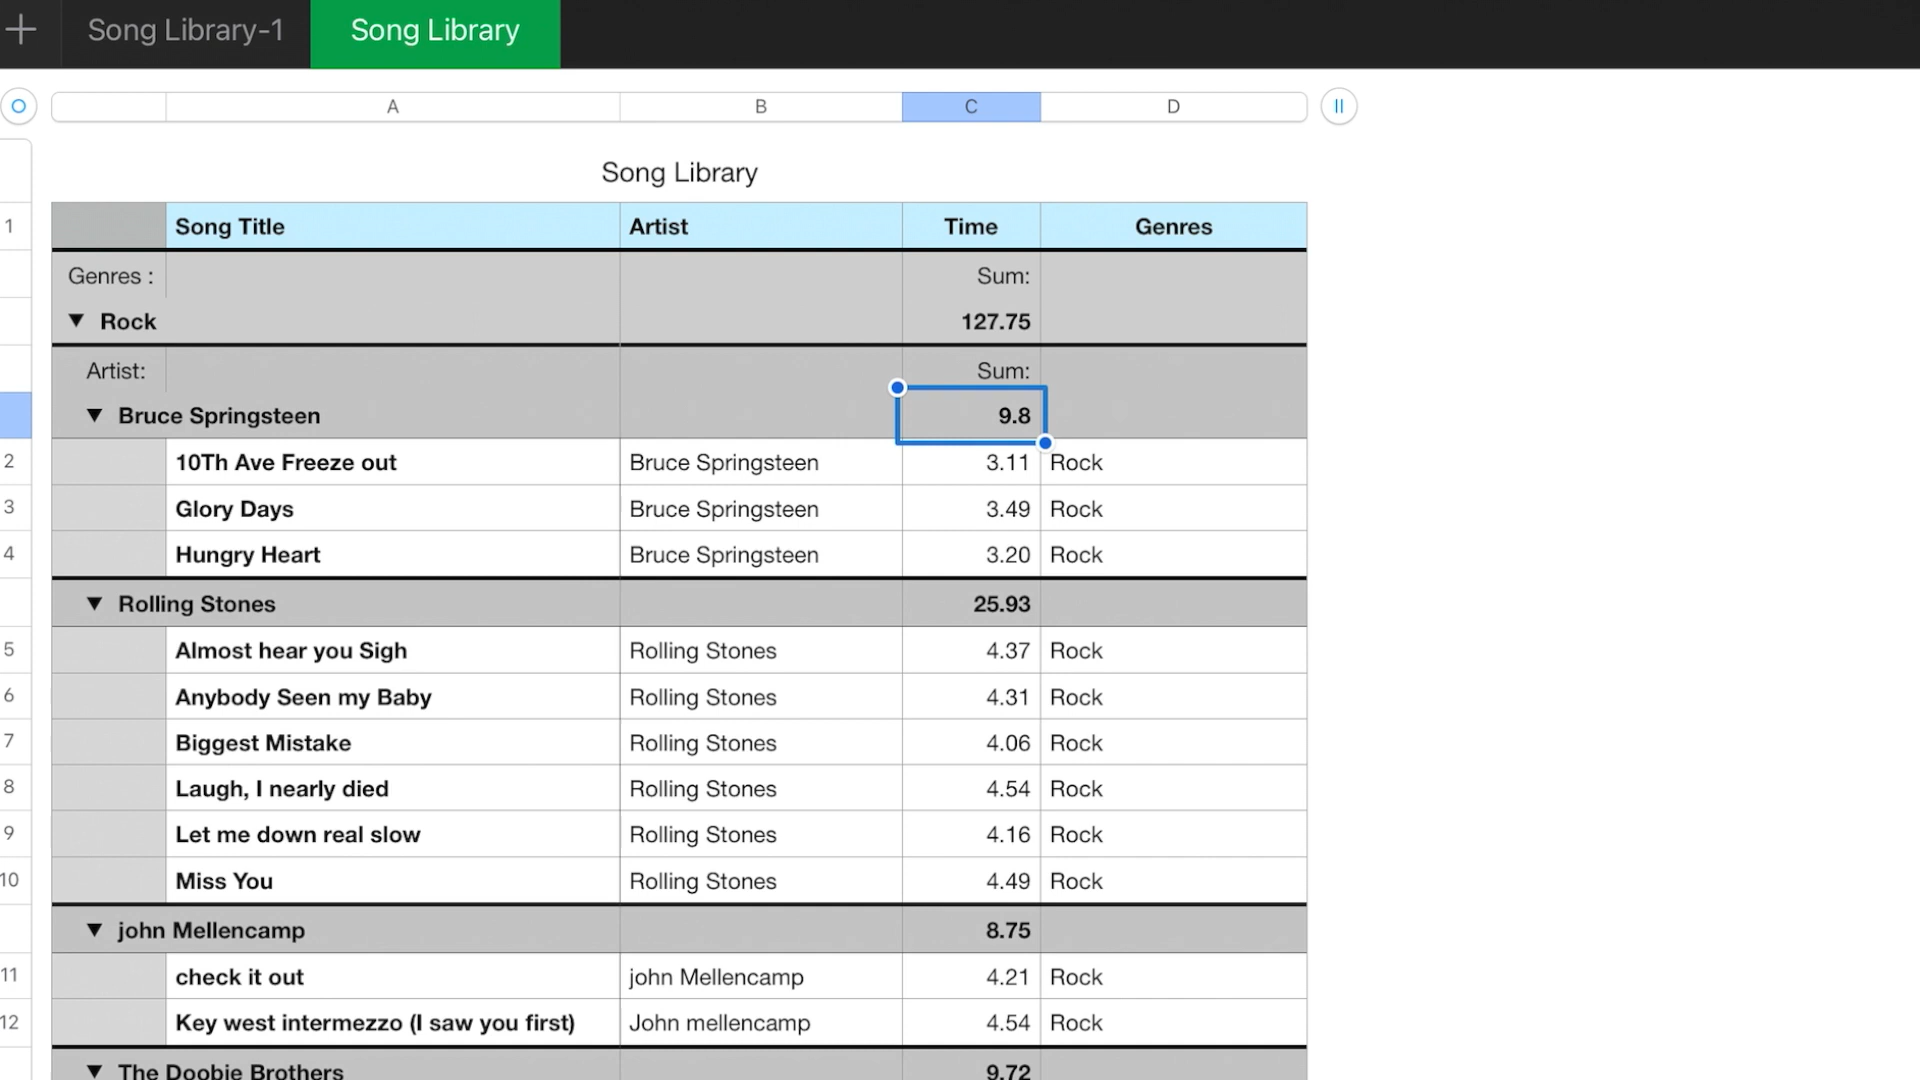 Song Library-1 Song Library
A B C D
Song Library
1 Song Title Artist Time Genres
Genres : Sum:
▼ Rock 127.75
Artist: Sum:
▼ Bruce Springsteen 9.8
2 10Th Ave Freeze out Bruce Springsteen 3.11 Rock
3 Glory Days Bruce Springsteen 3.49 Rock
4 Hungry Heart Bruce Springsteen 3.20 Rock
▼ Rolling Stones 25.93
5 Almost hear you Sigh Rolling Stones 4.37 Rock
6 Anybody Seen my Baby Rolling Stones 4.31 Rock
7 Biggest Mistake Rolling Stones 4.06 Rock
8 Laugh, I nearly died Rolling Stones 4.54 Rock
9 Let me down real slow Rolling Stones 4.16 Rock
10 Miss You Rolling Stones 4.49 Rock
▼ john Mellencamp 8.75
11 check it out john Mellencamp 4.21 Rock
12 Key west intermezzo (I saw you first) John mellencamp 4.54 Rock
▼ The Doobie Brothers 9.72